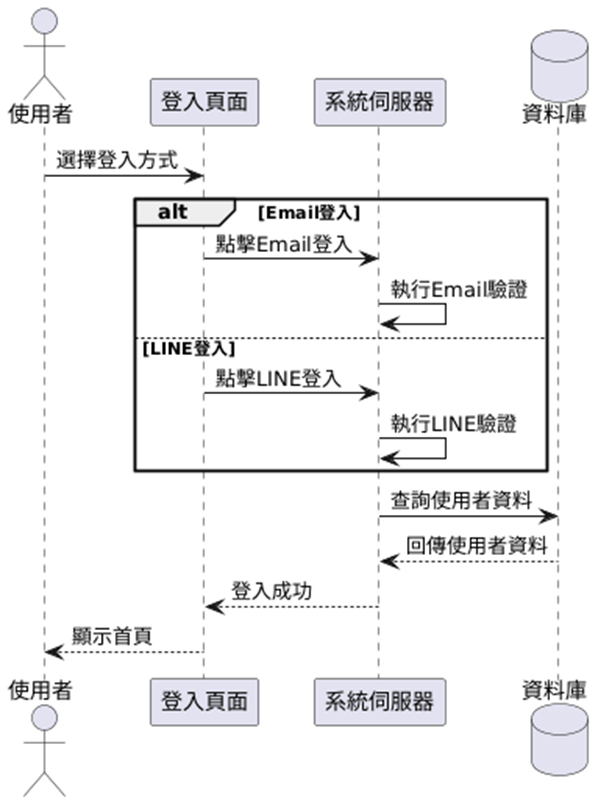 使用者
登入頁面
系統伺服器
資料庫
選擇登入方式
alt
[Email登入]
點擊Email登入
執行Email驗證
[LINE登入]
點擊LINE登入
執行LINE驗證
查詢使用者資料
回傳使用者資料
登入成功
顯示首頁
使用者
登入頁面
系統伺服器
資料庫